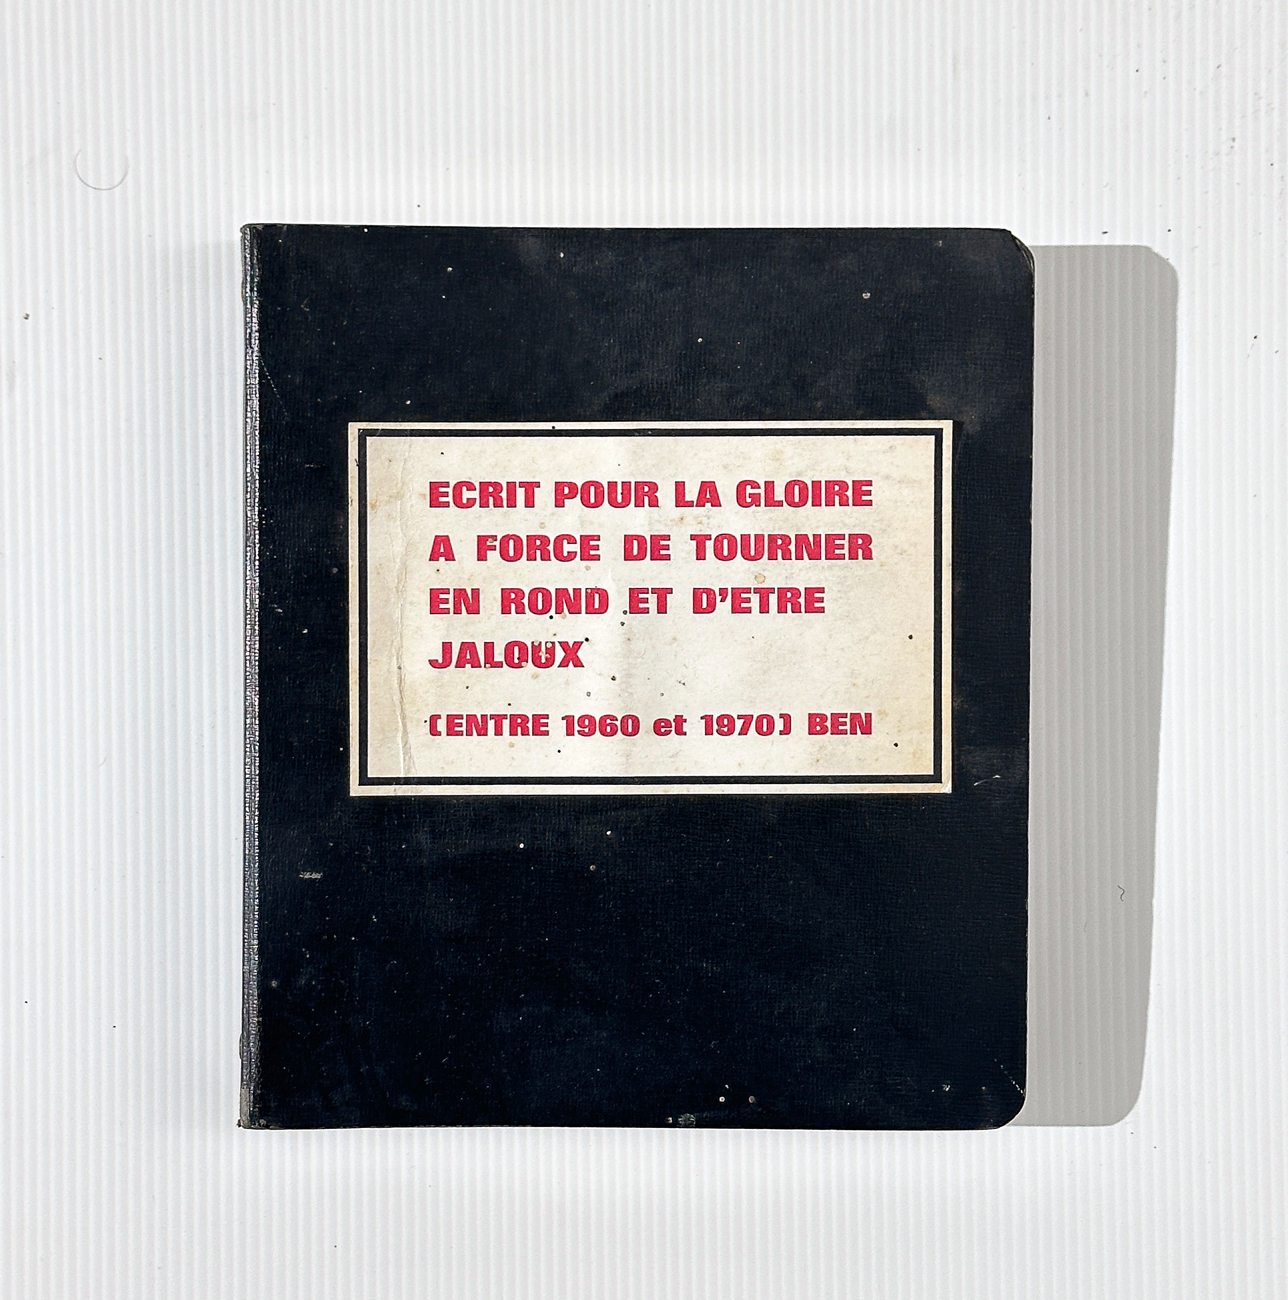 ECRIT POUR LA GLOIRE
A FORCE DE TOURNER
EN ROND ET D'ETRE
JALOUX
(ENTRE 1960 et 1970) BEN